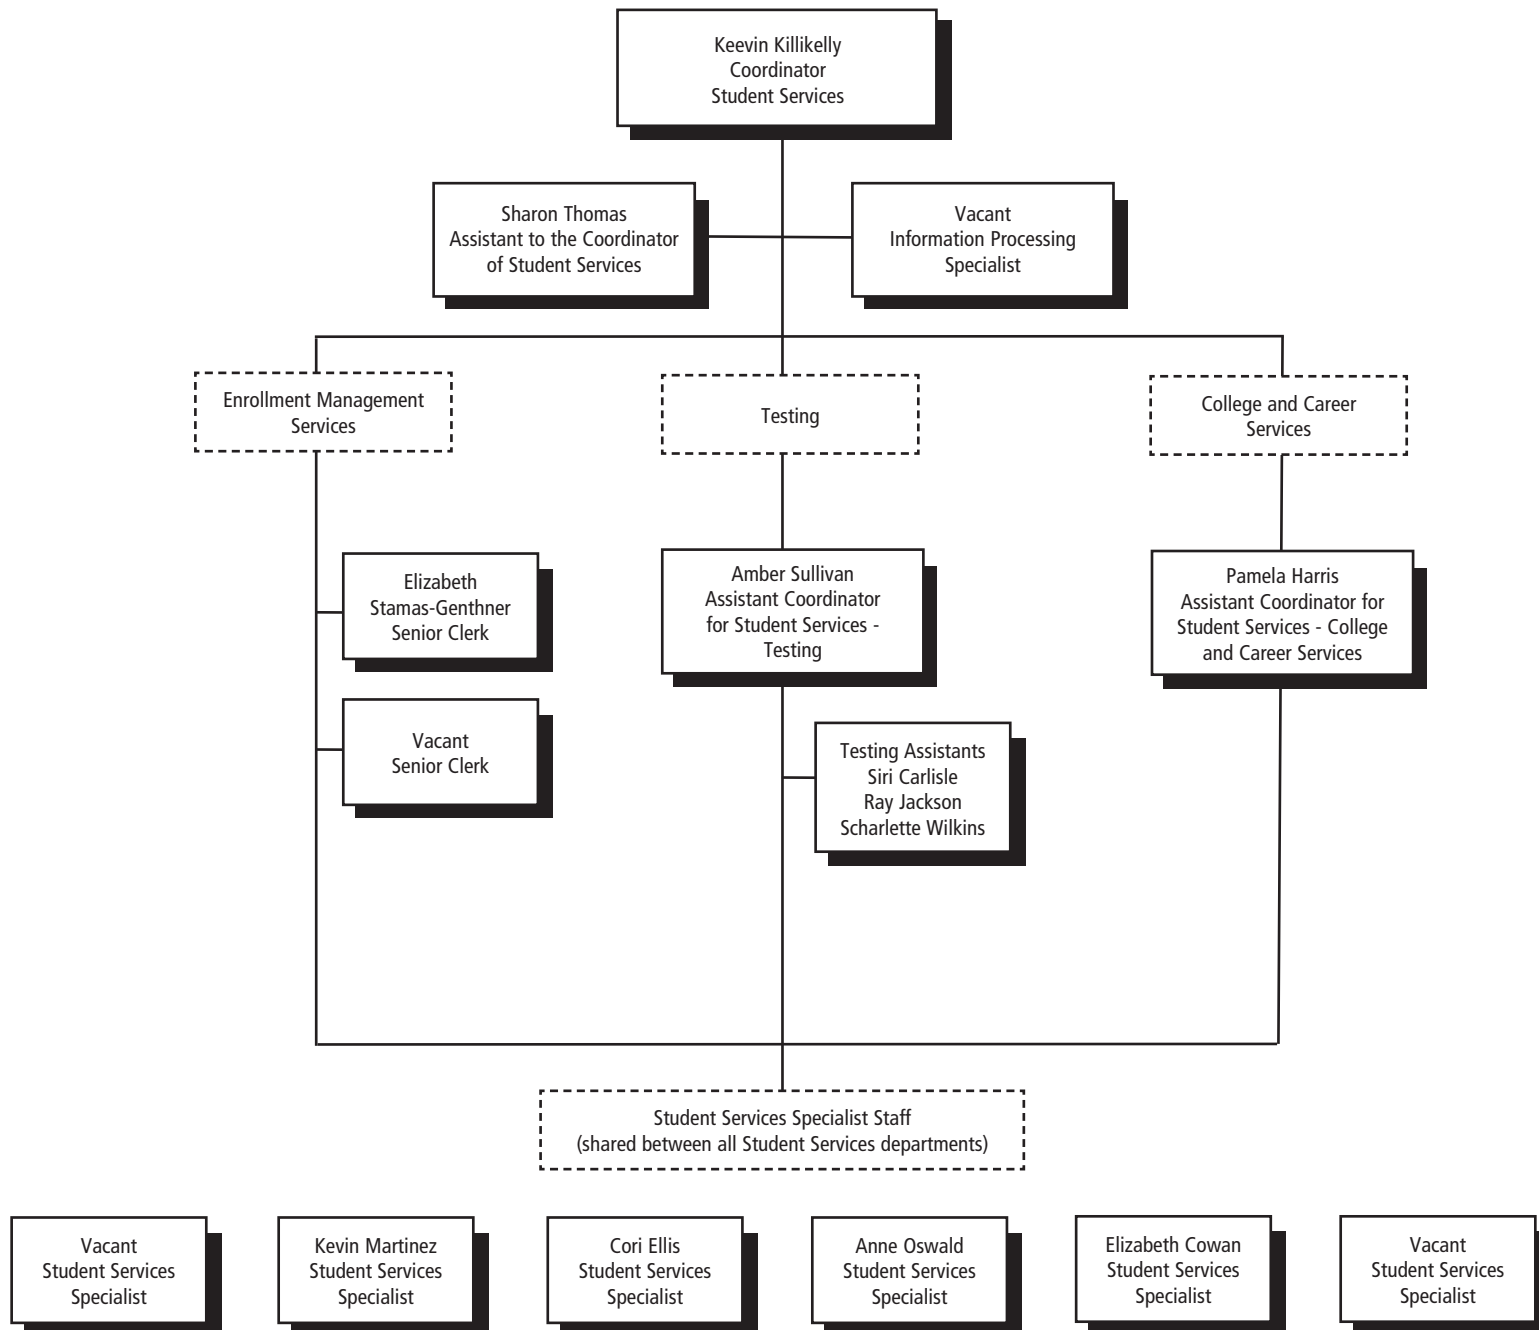 Keevin Killikelly
Coordinator
Student Services
Sharon Thomas
Assistant to the Coordinator
of Student Services
Vacant
Information Processing
Specialist
Enrollment Management
Services
Testing
College and Career
Services
Elizabeth
Stamas-Genthner
Senior Clerk
Amber Sullivan
Assistant Coordinator
for Student Services -
Testing
Pamela Harris
Assistant Coordinator for
Student Services - College
and Career Services
Vacant
Senior Clerk
Testing Assistants
Siri Carlisle
Ray Jackson
Scharlette Wilkins
Student Services Specialist Staff
(shared between all Student Services departments)
Vacant
Student Services
Specialist
Kevin Martinez
Student Services
Specialist
Cori Ellis
Student Services
Specialist
Anne Oswald
Student Services
Specialist
Elizabeth Cowan
Student Services
Specialist
Vacant
Student Services
Specialist